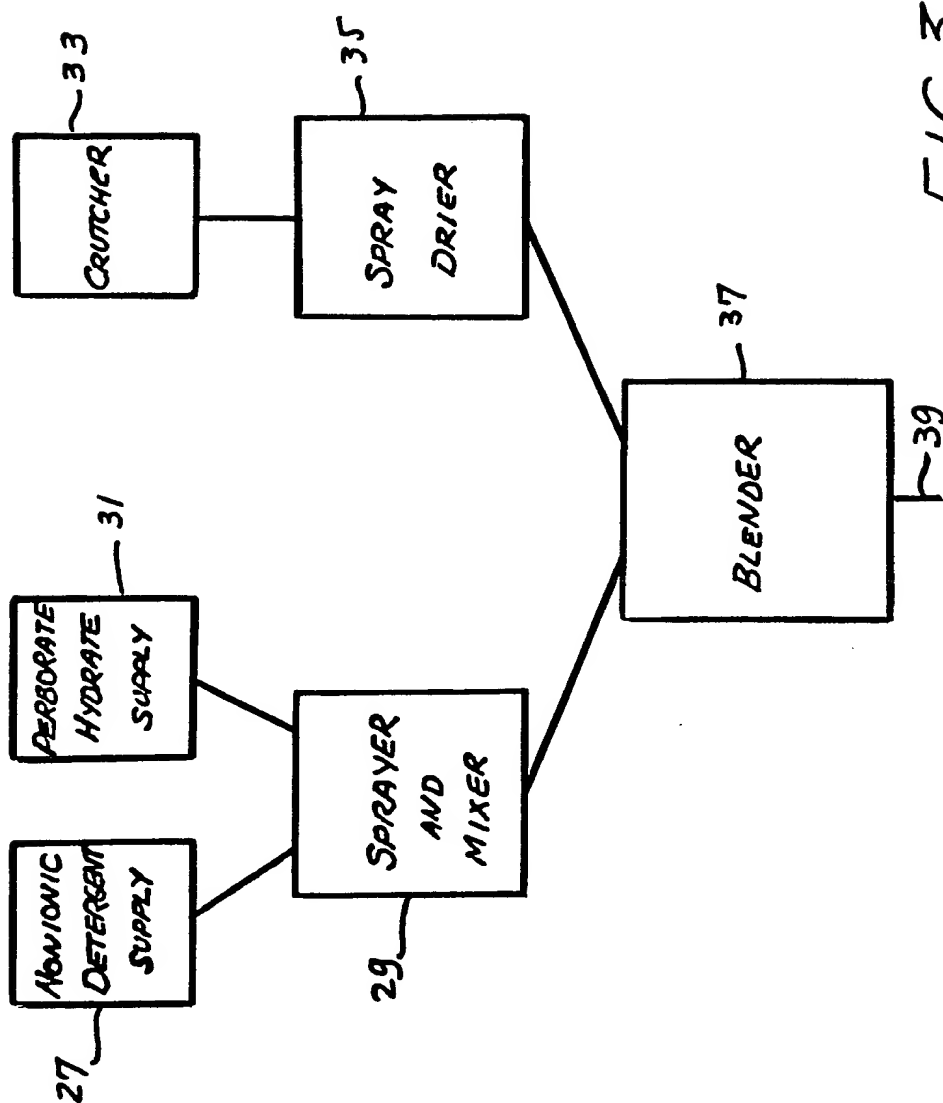 27
NONIONIC
DETERGENT
SUPPLY
31
PERBORATE
HYDRATE
SUPPLY
33
CRUTCHER
29
SPRAYER
AND
MIXER
35
SPRAY
DRIER
37
BLENDER
39